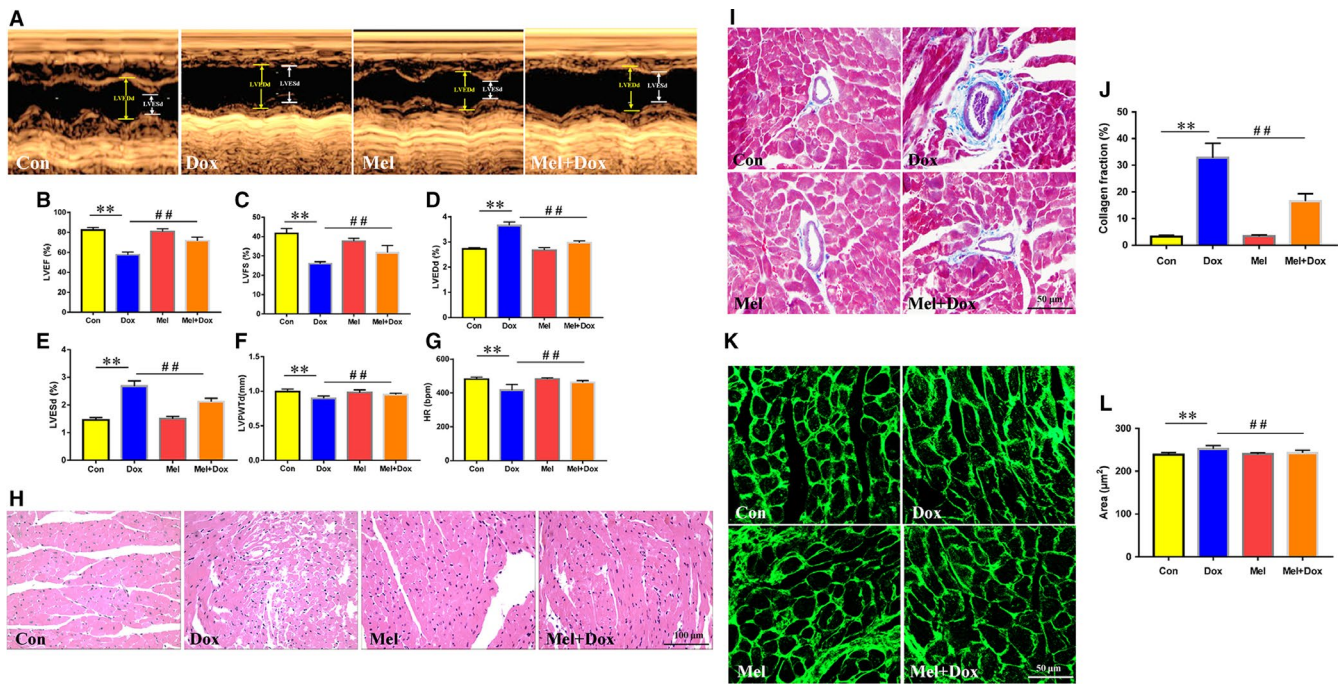 A
LVEDd
LVESd
Con
LVEDd
LVESd
Dox
LVEDd
LVESd
Mel
LVEDd
LVESd
Mel+Dox
B
LVEF (%)
100
80
60
40
20
0
**
##
Con Dox Mel Mel+Dox
C
LVFS (%)
50
40
30
20
10
0
**
##
Con Dox Mel Mel+Dox
D
LVEDd (%)
5
4
3
2
1
0
**
##
Con Dox Mel Mel+Dox
E
LVESd (%)
4
3
2
1
0
**
##
Con Dox Mel Mel+Dox
F
LVPWTd(mm)
1.5
1.0
0.5
0.0
**
##
Con Dox Mel Mel+Dox
G
HR (bpm)
600
400
200
0
**
##
Con Dox Mel Mel+Dox
H
Con
Dox
Mel
Mel+Dox
100 μm
I
Con
Dox
Mel
Mel+Dox
50 μm
J
Collagen fraction (%)
50
40
30
20
10
0
**
##
Con Dox Mel Mel+Dox
K
Con
Dox
Mel
Mel+Dox
50 μm
L
Area (μm²)
300
200
100
0
**
##
Con Dox Mel Mel+Dox